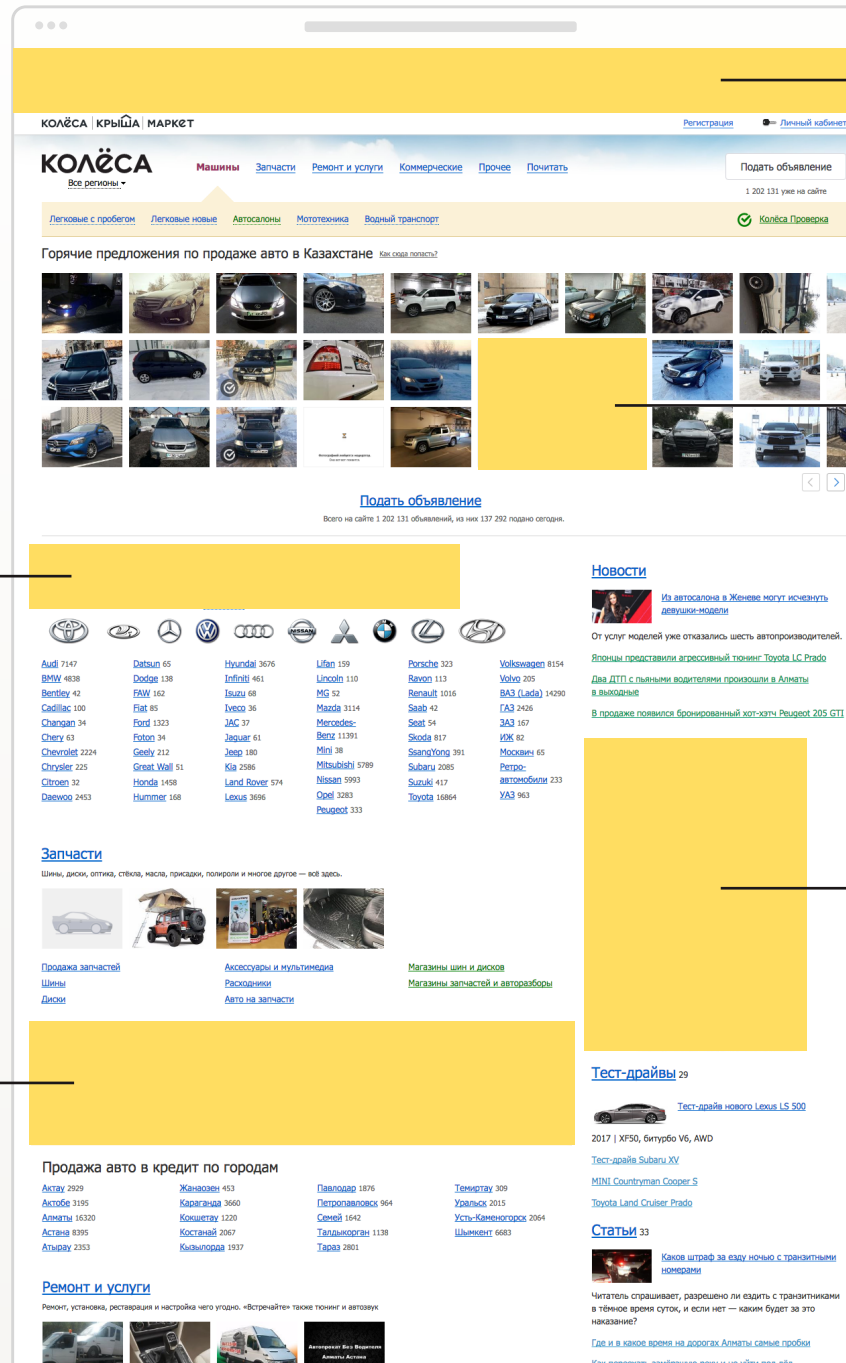 КОЛЁСА КРЫША МАРКЕТ
Регистрация Личный кабинет
КОЛЁСА
Все регионы
Машины Запчасти Ремонт и услуги Коммерческие Прочее Почитать
Подать объявление
1 202 131 уже на сайте
Легковые с пробегом Легковые новые Автосалоны Мототехника Водный транспорт
Колёса Проверка
Горячие предложения по продаже авто в Казахстане Как сюда попасть?
Подать объявление
Всего на сайте 1 202 131 объявлений, из них 137 292 подано сегодня.
NISSAN
Audi 7147
BMW 4838
Bentley 42
Cadillac 100
Changan 34
Chery 63
Chevrolet 2224
Chrysler 225
Citroen 32
Daewoo 2453
Datsun 65
Dodge 138
FAW 162
Fiat 85
Ford 1323
Foton 34
Geely 212
Great Wall 51
Honda 1458
Hummer 168
Hyundai 3676
Infiniti 461
Isuzu 68
Iveco 36
JAC 37
Jaguar 61
Jeep 180
Kia 2586
Land Rover 574
Lexus 3696
Lifan 159
Lincoln 110
MG 52
Mazda 3114
Mercedes-
Benz 11391
Mini 38
Mitsubishi 5789
Nissan 5993
Opel 3283
Peugeot 333
Porsche 323
Ravon 113
Renault 1016
Saab 42
Seat 54
Skoda 817
SsangYong 391
Subaru 2085
Suzuki 417
Toyota 16864
Volkswagen 8154
Volvo 205
ВАЗ (Lada) 14290
ГАЗ 2426
ЗАЗ 167
ИЖ 82
Москвич 65
Ретро-
автомобили 233
УАЗ 963
Новости
Из автосалона в Женеве могут исчезнуть
девушки-модели
От услуг моделей уже отказались шесть автопроизводителей.
Японцы представили агрессивный тюнинг Toyota LC Prado
Два ДТП с пьяными водителями произошли в Алматы
в выходные
В продаже появился бронированный хот-хэтч Peugeot 205 GTI
Запчасти
Шины, диски, оптика, стёкла, масла, присадки, полироли и многое другое — всё здесь.
Продажа запчастей
Шины
Диски
Аксессуары и мультимедиа
Расходники
Авто на запчасти
Магазины шин и дисков
Магазины запчастей и авторазборы
Тест-драйвы 29
Тест-драйв нового Lexus LS 500
2017 | XF50, битурбо V6, AWD
Тест-драйв Subaru XV
MINI Countryman Cooper S
Toyota Land Cruiser Prado
Продажа авто в кредит по городам
Актау 2929
Актобе 3195
Алматы 16320
Астана 8395
Атырау 2353
Жанаозен 453
Караганда 3660
Кокшетау 1220
Костанай 2067
Кызылорда 1937
Павлодар 1876
Петропавловск 964
Семей 1642
Талдыкорган 1138
Тараз 2801
Темиртау 309
Уральск 2015
Усть-Каменогорск 2064
Шымкент 6683
Статьи 33
Каков штраф за езду ночью с транзитными
номерами
Читатель спрашивает, разрешено ли ездить с транзитниками
в тёмное время суток, и если нет — каким будет за это
наказание?
Где и в какое время на дорогах Алматы самые пробки
Ремонт и услуги
Ремонт, установка, реставрация и настройка чего угодно. «Встречайте» также тюнинг и автозвук
Автопрокат Без Водителя
Алматы Астана